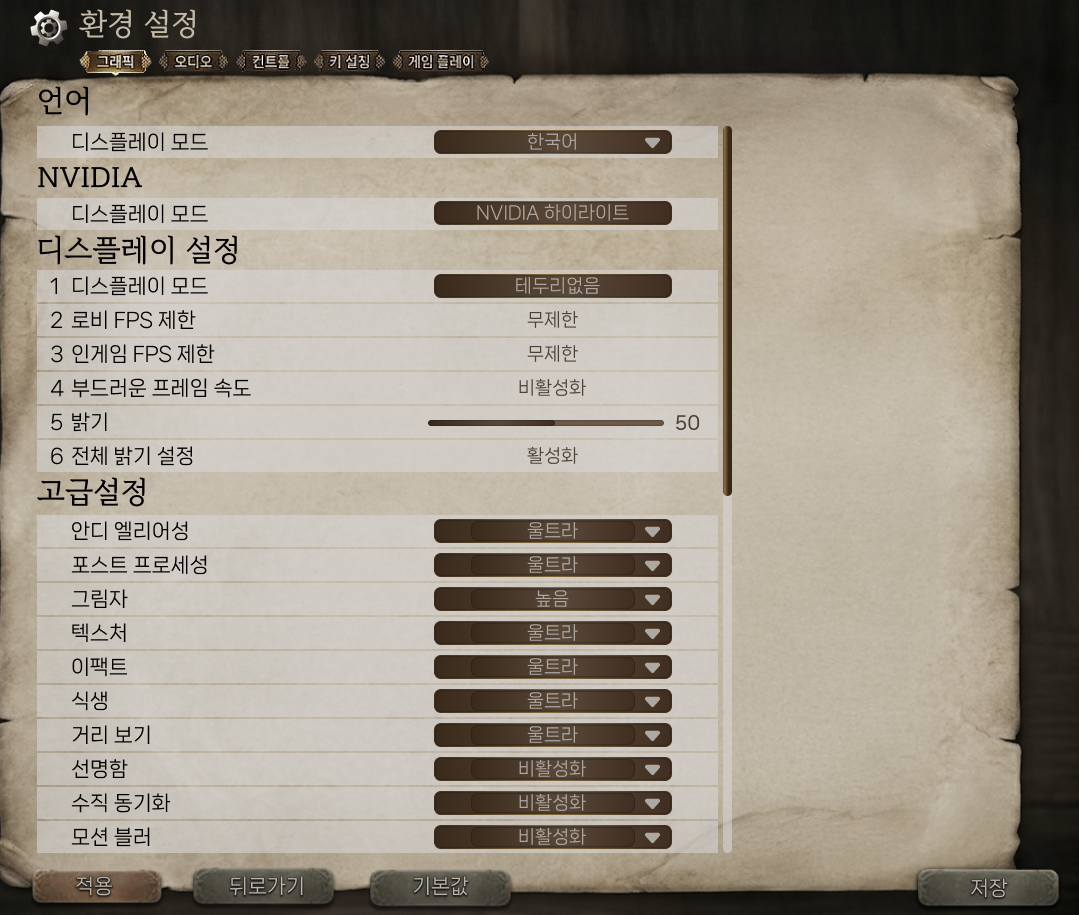 환경 설정
그래픽 오디오 컨트롤 키 설정 게임 플레이
언어
디스플레이 모드 한국어
NVIDIA
디스플레이 모드 NVIDIA 하이라이트
디스플레이 설정
1 디스플레이 모드 테두리없음
2 로비 FPS 제한 무제한
3 인게임 FPS 제한 무제한
4 부드러운 프레임 속도 비활성화
5 밝기 50
6 전체 밝기 설정 활성화
고급설정
안디 엘리어성 울트라
포스트 프로세성 울트라
그림자 높음
텍스처 울트라
이팩트 울트라
식생 울트라
거리 보기 울트라
선명함 비활성화
수직 동기화 비활성화
모션 블러 비활성화
적용 뒤로가기 기본값 저장